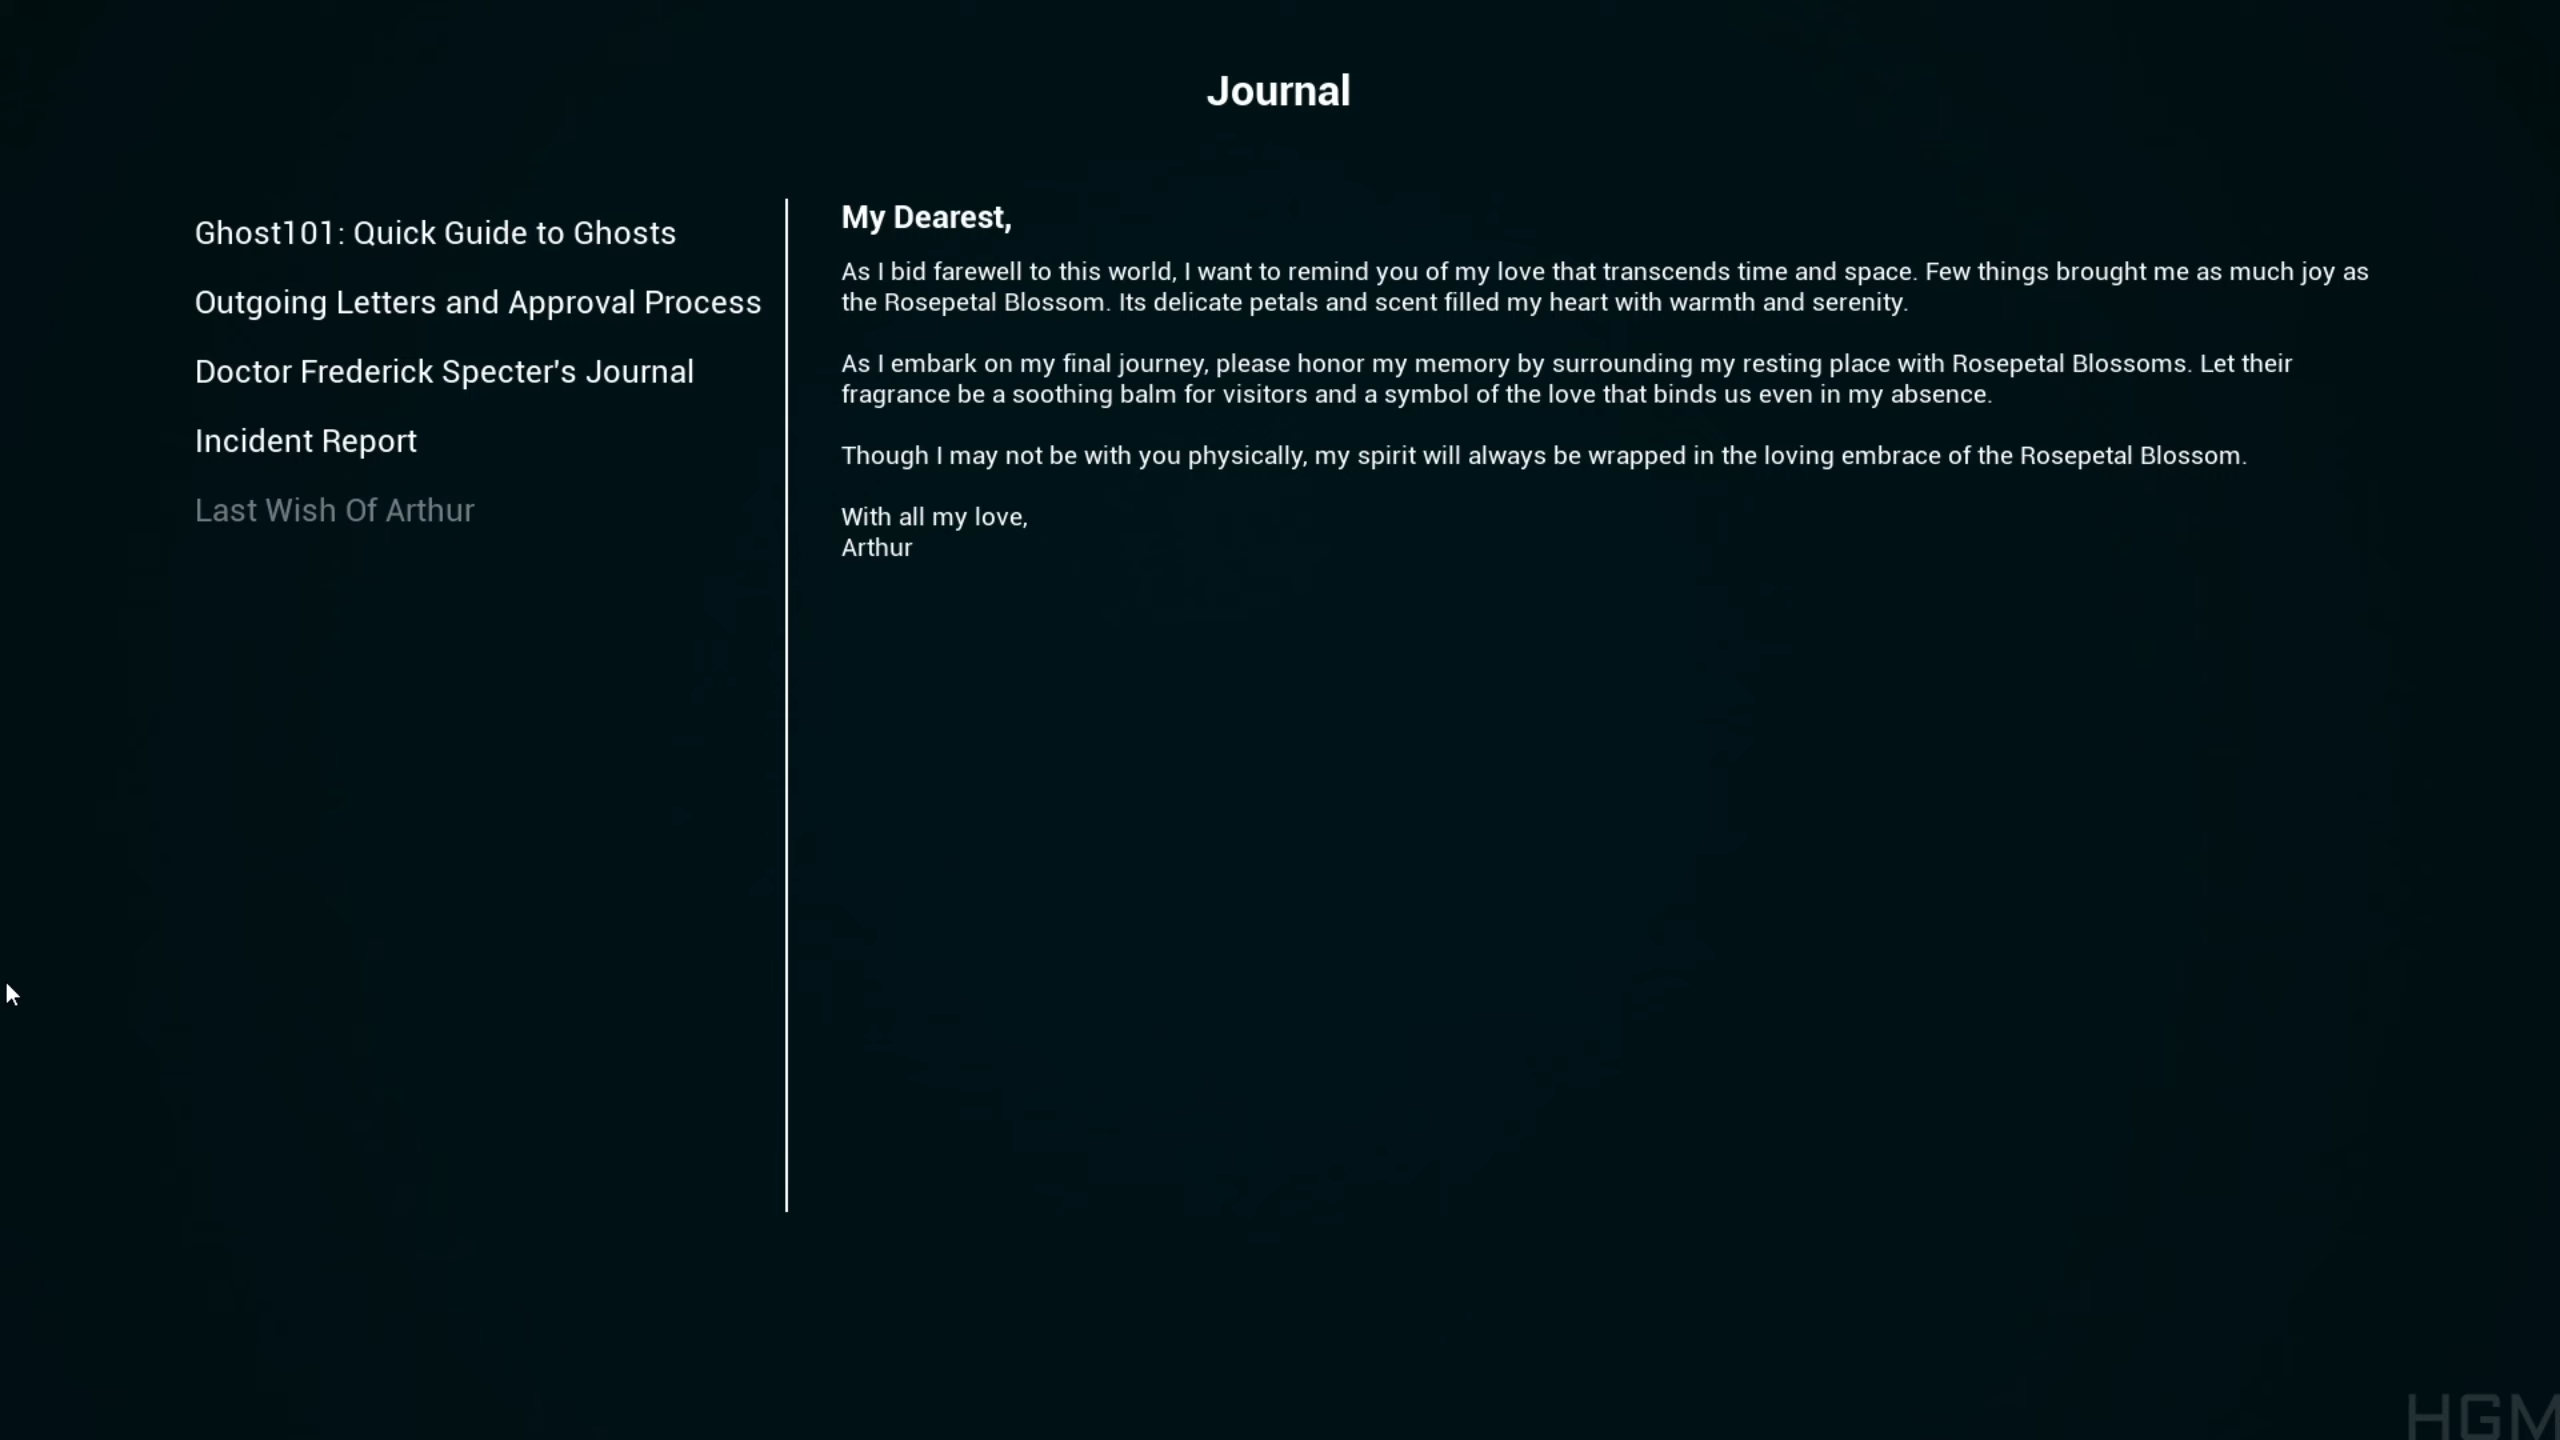 Journal
Ghost101: Quick Guide to Ghosts
Outgoing Letters and Approval Process
Doctor Frederick Specter's Journal
Incident Report
Last Wish Of Arthur
My Dearest,
As I bid farewell to this world, I want to remind you of my love that transcends time and space. Few things brought me as much joy as
the Rosepetal Blossom. Its delicate petals and scent filled my heart with warmth and serenity.
As I embark on my final journey, please honor my memory by surrounding my resting place with Rosepetal Blossoms. Let their
fragrance be a soothing balm for visitors and a symbol of the love that binds us even in my absence.
Though I may not be with you physically, my spirit will always be wrapped in the loving embrace of the Rosepetal Blossom.
With all my love,
Arthur
HGM